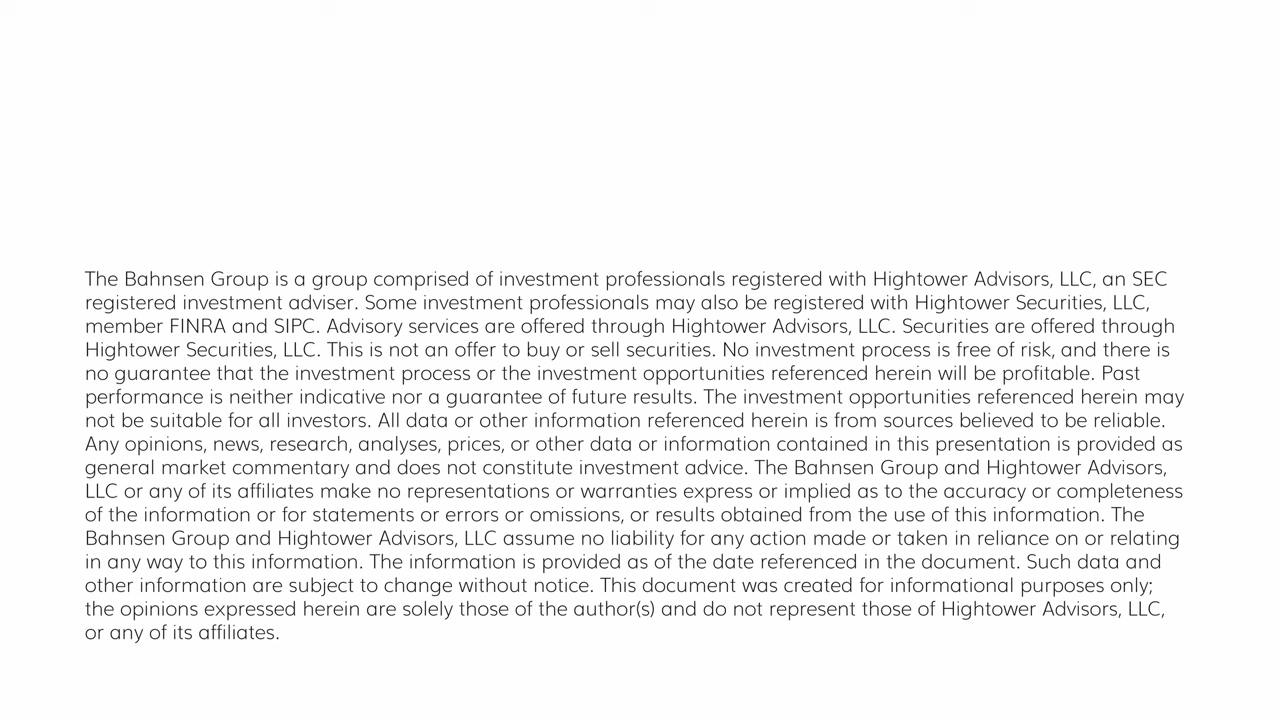 The Bahnsen Group is a group comprised of investment professionals registered with Hightower Advisors, LLC, an SEC
registered investment adviser. Some investment professionals may also be registered with Hightower Securities, LLC,
member FINRA and SIPC. Advisory services are offered through Hightower Advisors, LLC. Securities are offered through
Hightower Securities, LLC. This is not an offer to buy or sell securities. No investment process is free of risk, and there is
no guarantee that the investment process or the investment opportunities referenced herein will be profitable. Past
performance is neither indicative nor a guarantee of future results. The investment opportunities referenced herein may
not be suitable for all investors. All data or other information referenced herein is from sources believed to be reliable.
Any opinions, news, research, analyses, prices, or other data or information contained in this presentation is provided as
general market commentary and does not constitute investment advice. The Bahnsen Group and Hightower Advisors,
LLC or any of its affiliates make no representations or warranties express or implied as to the accuracy or completeness
of the information or for statements or errors or omissions, or results obtained from the use of this information. The
Bahnsen Group and Hightower Advisors, LLC assume no liability for any action made or taken in reliance on or relating
in any way to this information. The information is provided as of the date referenced in the document. Such data and
other information are subject to change without notice. This document was created for informational purposes only;
the opinions expressed herein are solely those of the author(s) and do not represent those of Hightower Advisors, LLC,
or any of its affiliates.